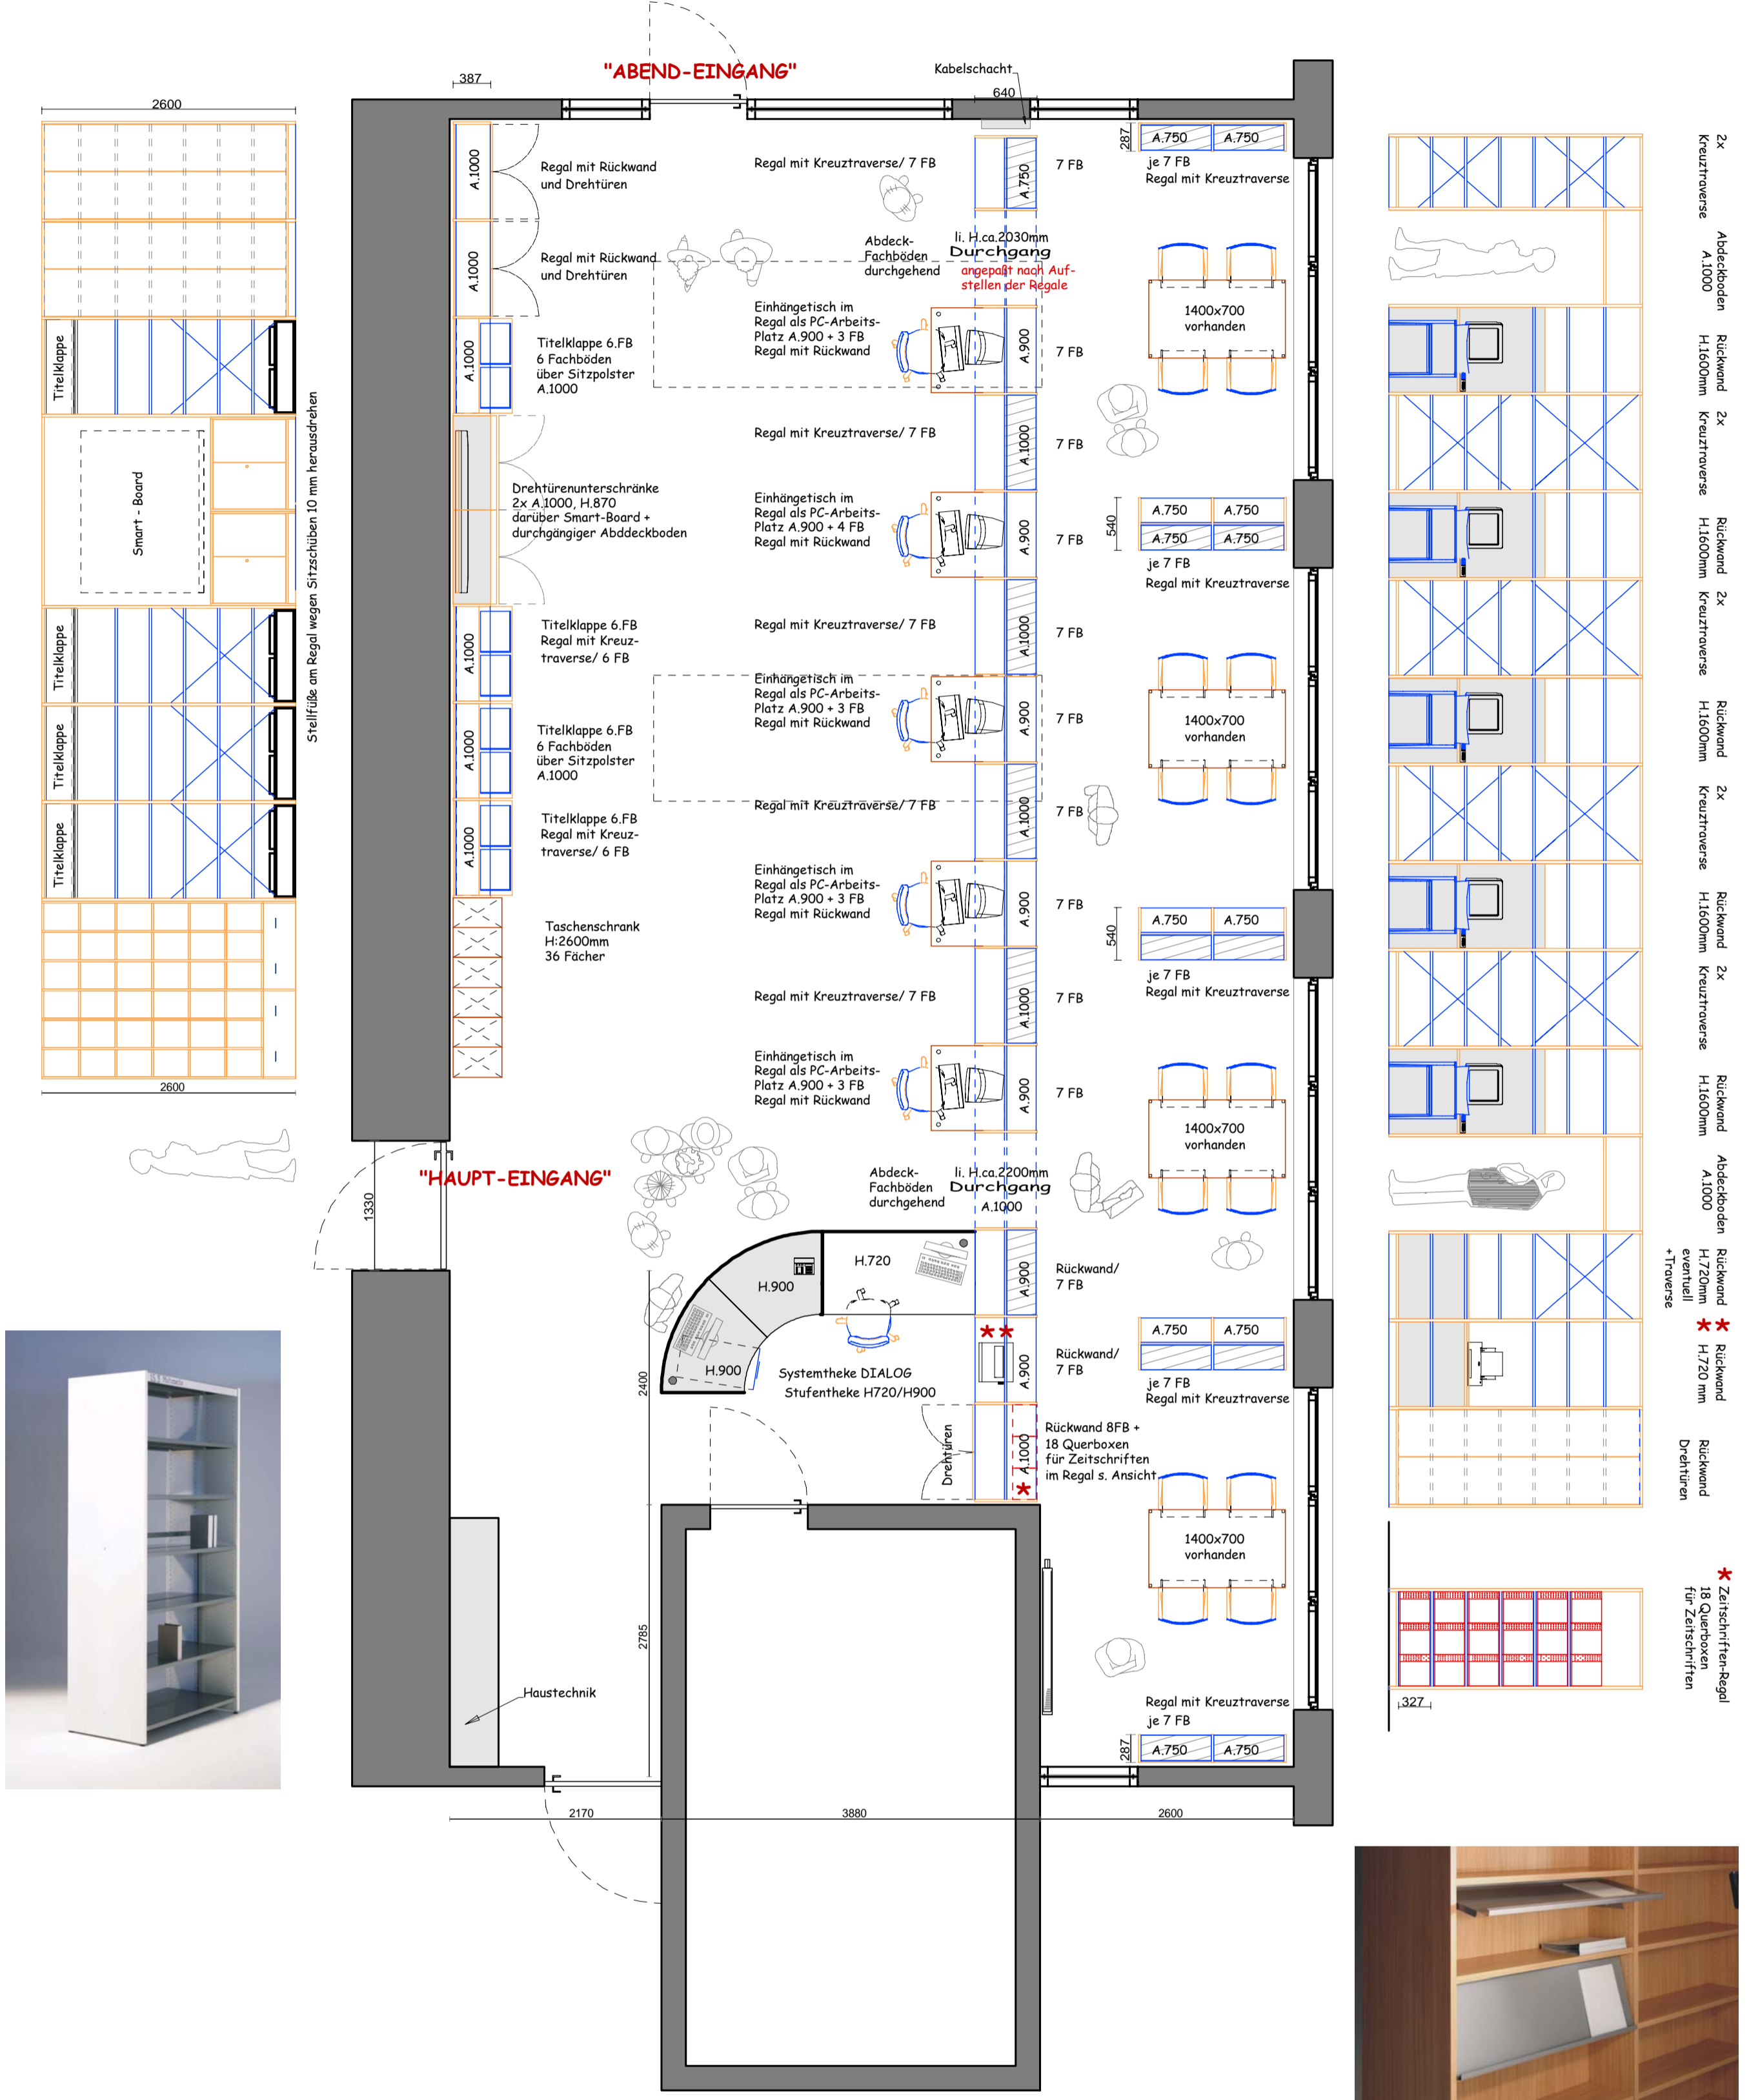 "ABEND-EINGANG"
Kabelschacht
387
640
2600
287
A.750 A.750
je 7 FB
Regal mit Kreuztraverse
A.1000
Regal mit Rückwand
und Drehtüren
Regal mit Kreuztraverse/ 7 FB
A.750
7 FB
A.1000
Regal mit Rückwand
und Drehtüren
Abdeck-
Fachböden
durchgehend
li. H.ca.2030mm
Durchgang
angepaßt nach Auf-
stellen der Regale
A.1000
Titelklappe 6.FB
6 Fachböden
über Sitzpolster
A.1000
Einhängetisch im
Regal als PC-Arbeits-
Platz A.900 + 3 FB
Regal mit Rückwand
A.900
7 FB
1400x700
vorhanden
Regal mit Kreuztraverse/ 7 FB
A.1000
7 FB
Drehtürenunterschränke
2x A.1000, H.870
darüber Smart-Board +
durchgängiger Abddeckboden
Einhängetisch im
Regal als PC-Arbeits-
Platz A.900 + 4 FB
Regal mit Rückwand
A.900
7 FB
540
A.750 A.750
A.750 A.750
je 7 FB
Regal mit Kreuztraverse
A.1000
Titelklappe 6.FB
Regal mit Kreuz-
traverse/ 6 FB
Regal mit Kreuztraverse/ 7 FB
A.1000
7 FB
A.1000
Titelklappe 6.FB
6 Fachböden
über Sitzpolster
A.1000
Einhängetisch im
Regal als PC-Arbeits-
Platz A.900 + 3 FB
Regal mit Rückwand
A.900
7 FB
1400x700
vorhanden
A.1000
Titelklappe 6.FB
Regal mit Kreuz-
traverse/ 6 FB
Regal mit Kreuztraverse/ 7 FB
A.1000
7 FB
Taschenschrank
H:2600mm
36 Fächer
Einhängetisch im
Regal als PC-Arbeits-
Platz A.900 + 3 FB
Regal mit Rückwand
A.900
7 FB
540
A.750 A.750
je 7 FB
Regal mit Kreuztraverse
Regal mit Kreuztraverse/ 7 FB
A.1000
7 FB
Einhängetisch im
Regal als PC-Arbeits-
Platz A.900 + 3 FB
Regal mit Rückwand
A.900
7 FB
1400x700
vorhanden
"HAUPT-EINGANG"
1330
Abdeck-
Fachböden
durchgehend
li. H.ca.2200mm
Durchgang
A.1000
H.720
H.900
H.900
A.900
Rückwand/
7 FB
**
A.900
Rückwand/
7 FB
A.750 A.750
je 7 FB
Regal mit Kreuztraverse
Systemtheke DIALOG
Stufentheke H720/H900
2400
Drehtüren
A.1000
*
Rückwand 8FB +
18 Querboxen
für Zeitschriften
im Regal s. Ansicht
1400x700
vorhanden
2785
Haustechnik
Regal mit Kreuztraverse
je 7 FB
287
A.750 A.750
2170
3880
2600
Titelklappe
Smart - Board
Titelklappe
Titelklappe
Titelklappe
2600
Stellfüße am Regal wegen Sitzschüben 10 mm herausdrehen
2x
Kreuztraverse
Abdeckboden
A.1000
Rückwand
H.1600mm
2x
Kreuztraverse
Rückwand
H.1600mm
2x
Kreuztraverse
Rückwand
H.1600mm
2x
Kreuztraverse
Rückwand
H.1600mm
2x
Kreuztraverse
Rückwand
H.1600mm
Abdeckboden
A.1000
Rückwand
H.720mm
eventuell
+Traverse
** Rückwand
H.720 mm
Rückwand
Drehtüren
* Zeitschriften-Regal
18 Querboxen
für Zeitschriften
327